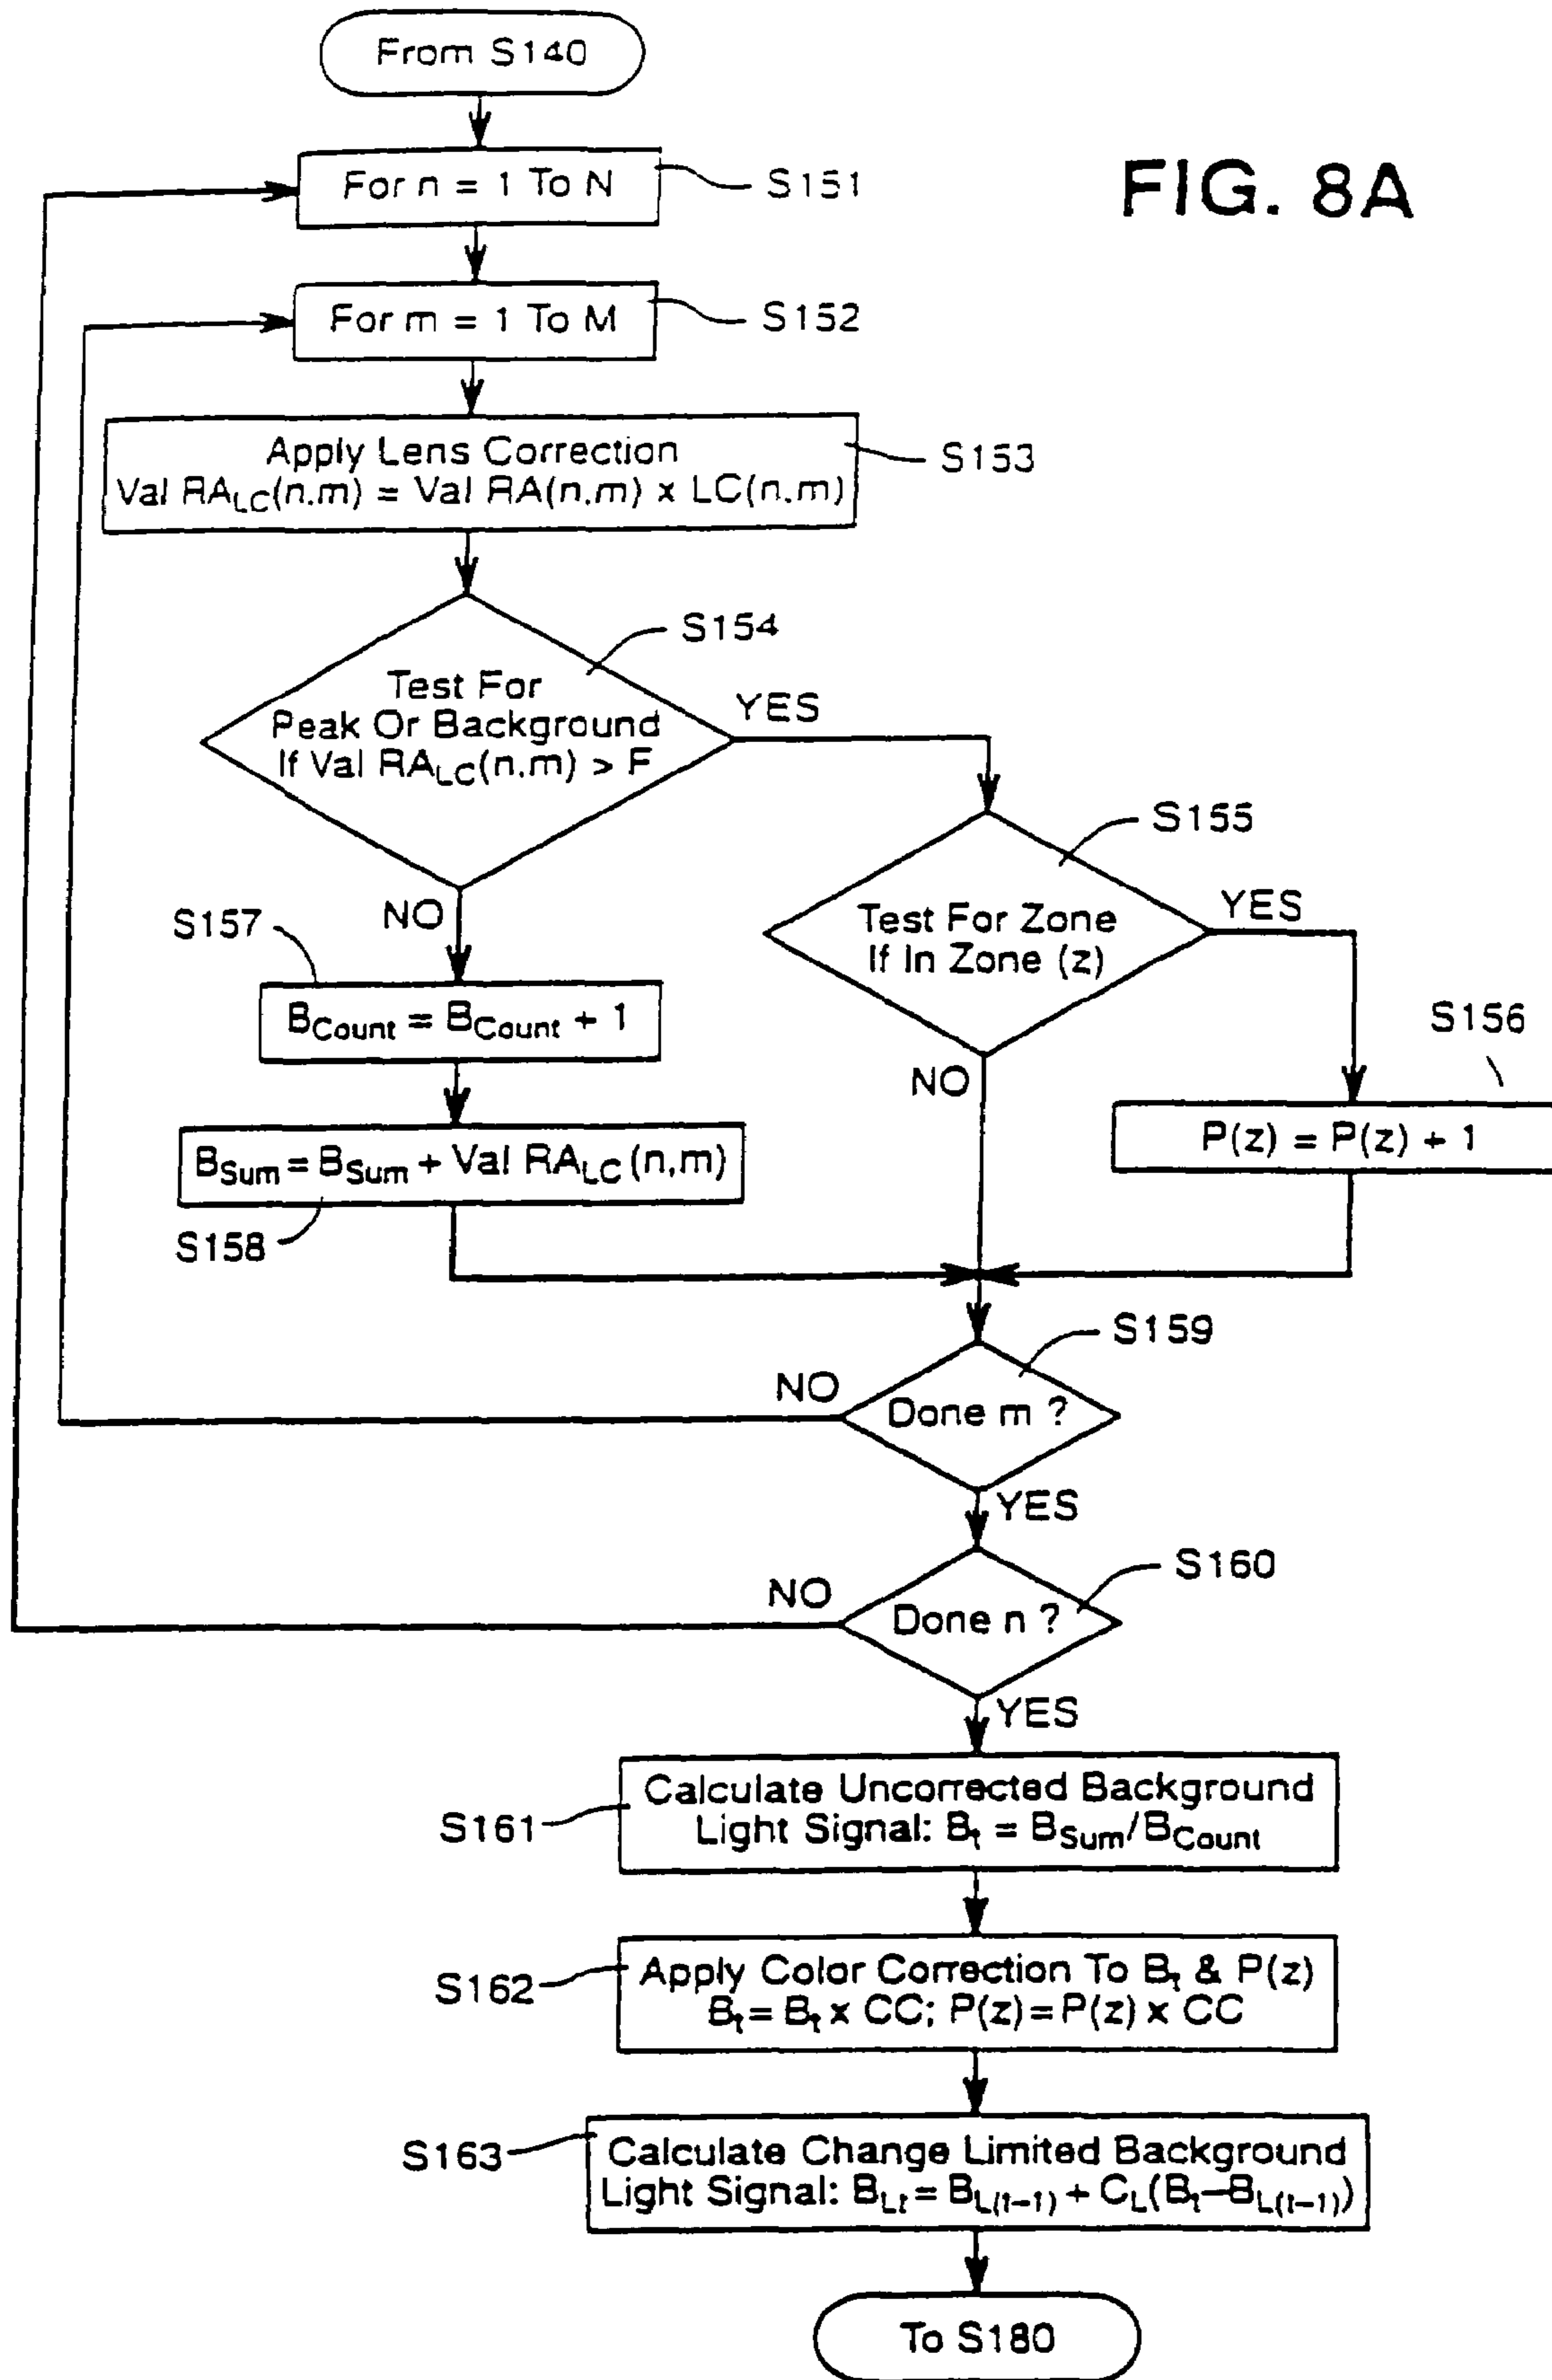 From S140
FIG. 8A
For n = 1 To N
S151
For m = 1 To M
S152
Apply Lens Correction
Val RA_LC(n.m) = Val RA(n.m) x LC(n.m)
S153
S154
Test For
Peak Or Background
If Val RA_LC(n.m) > F
YES
S155
Test For Zone
If In Zone (z)
YES
NO
S157
B_Count = B_Count + 1
S156
NO
P(z) = P(z) + 1
B_Sum = B_Sum + Val RA_LC(n,m)
S158
S159
NO
Done m ?
YES
S160
NO
Done n ?
YES
S161
Calculate Uncorrected Background
Light Signal: B_t = B_Sum/B_Count
S162
Apply Color Correction To B_t & P(z)
B_t = B_t x CC; P(z) = P(z) x CC
S163
Calculate Change Limited Background
Light Signal: B_Lt = B_L(t-1) + C_L(B_t-B_L(t-1))
To S180